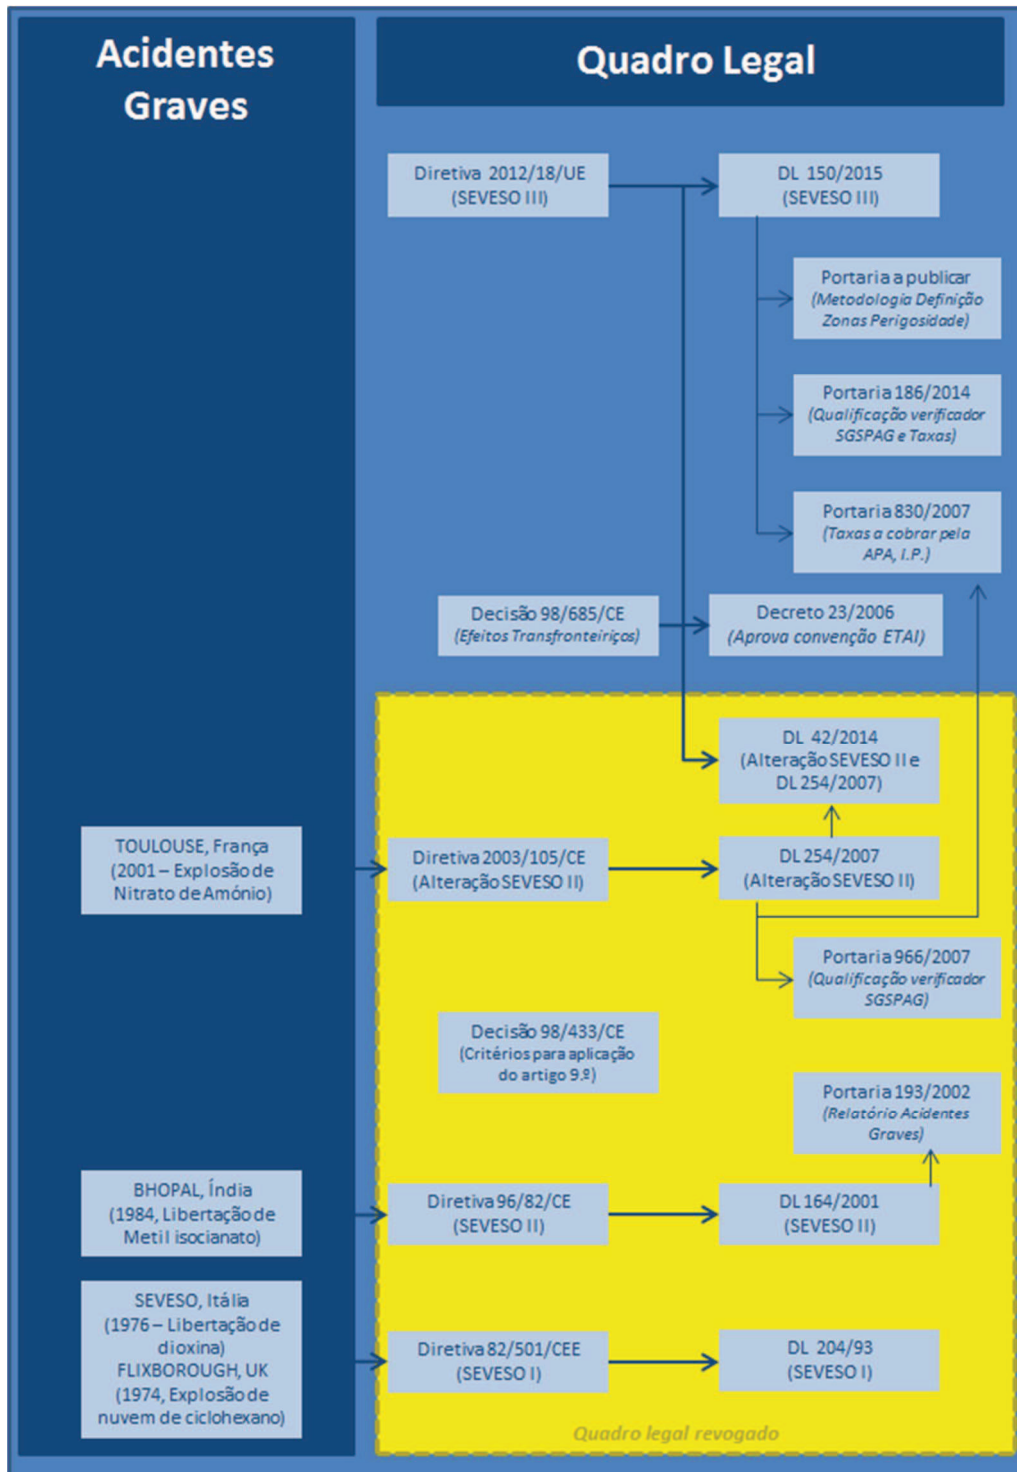 Acidentes
Graves
Quadro Legal
Diretiva 2012/18/UE
(SEVESO III)
DL 150/2015
(SEVESO III)
Portaria a publicar
(Metodologia Definição
Zonas Perigosidade)
Portaria 186/2014
(Qualificação verificador
SGSPAG e Taxas)
Portaria 830/2007
(Taxas a cobrar pela
APA, I.P.)
Decisão 98/685/CE
(Efeitos Transfronteiriços)
Decreto 23/2006
(Aprova convenção ETAI)
DL 42/2014
(Alteração SEVESO II e
DL 254/2007)
TOULOUSE, França
(2001 – Explosão de
Nitrato de Amónio)
Diretiva 2003/105/CE
(Alteração SEVESO II)
DL 254/2007
(Alteração SEVESO II)
Portaria 966/2007
(Qualificação verificador
SGSPAG)
Decisão 98/433/CE
(Critérios para aplicação
do artigo 9.º)
Portaria 193/2002
(Relatório Acidentes
Graves)
BHOPAL, Índia
(1984, Libertação de
Metil isocianato)
Diretiva 96/82/CE
(SEVESO II)
DL 164/2001
(SEVESO II)
SEVESO, Itália
(1976 – Libertação de
dioxina)
FLIXBOROUGH, UK
(1974, Explosão de
nuvem de ciclohexano)
Diretiva 82/501/CEE
(SEVESO I)
DL 204/93
(SEVESO I)
Quadro legal revogado